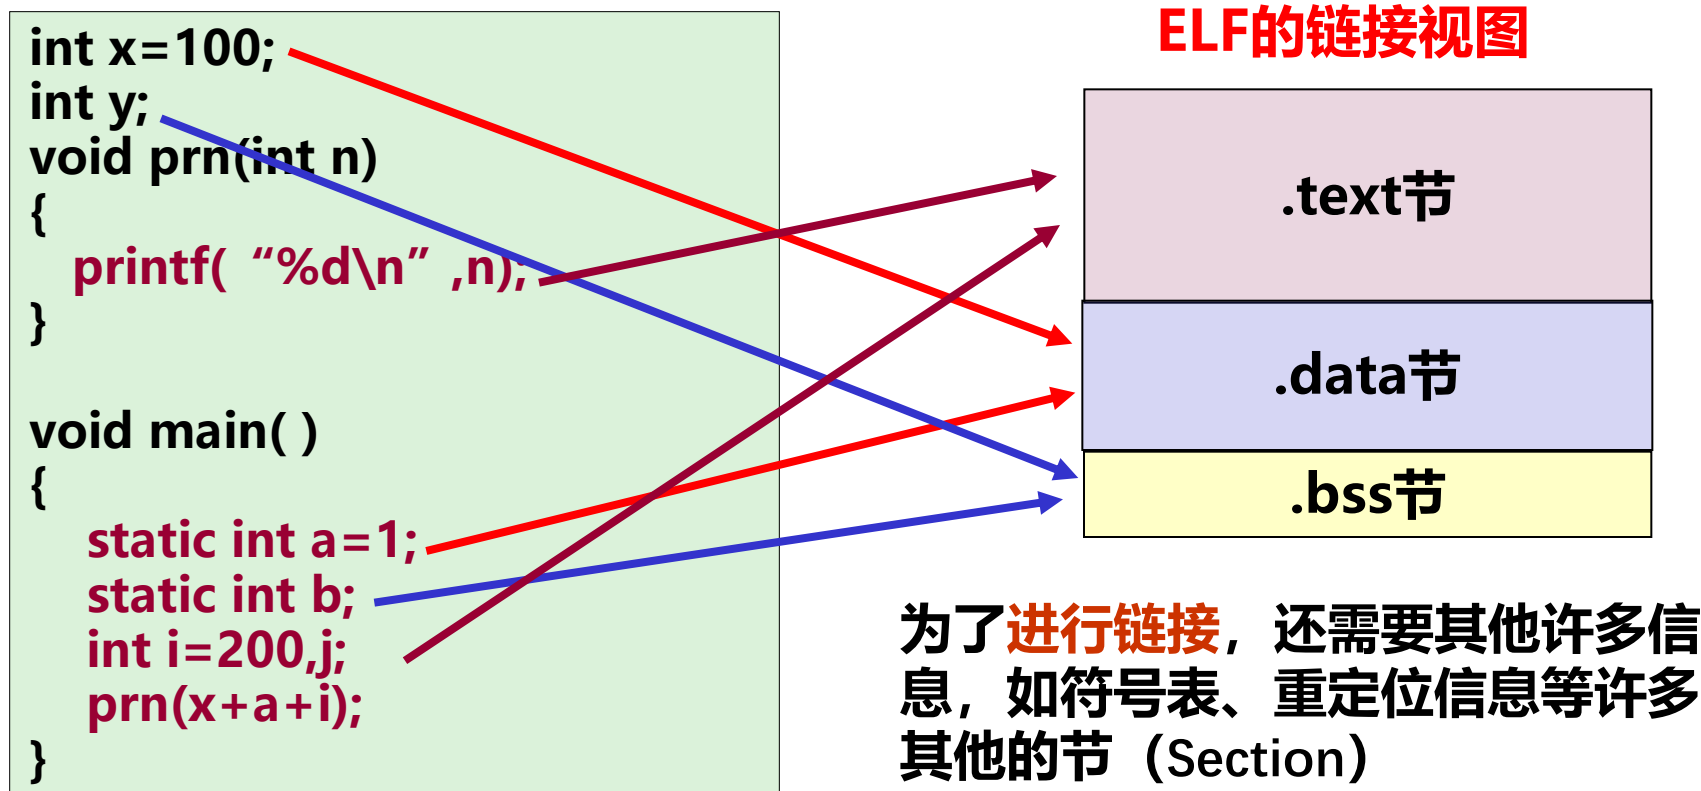 int x=100;
int y;
void prn(int n)
{
printf( “%d\n” ,n);
}
void main( )
{
static int a=1;
static int b;
int i=200,j;
prn(x+a+i);
}
ELF的链接视图
.text节
.data节
.bss节
为了进行链接，还需要其他许多信
息，如符号表、重定位信息等许多
其他的节（Section）